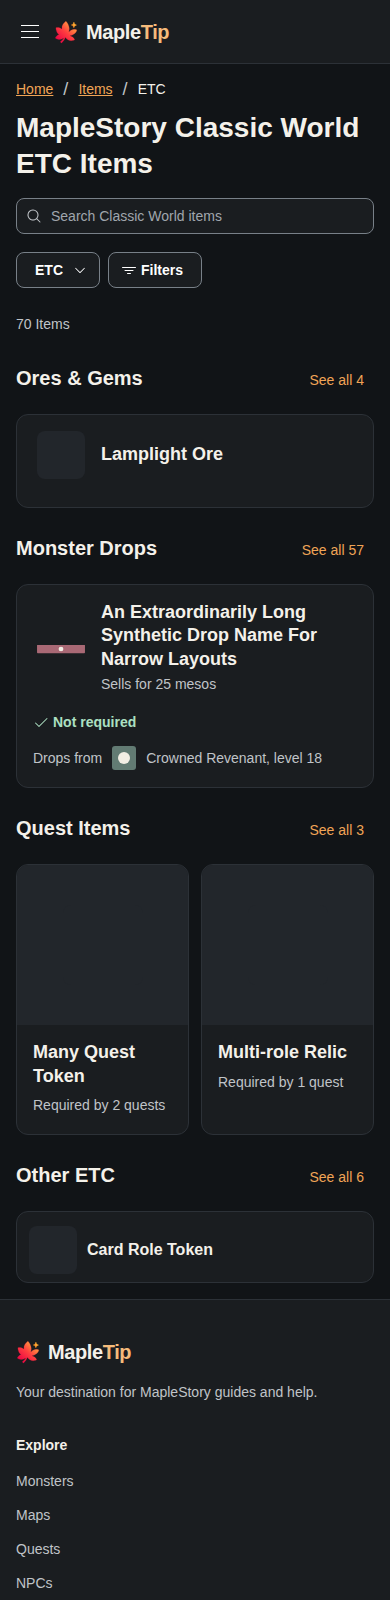 MapleTip
Home / Items / ETC
MapleStory Classic World
ETC Items
Search Classic World items
ETC
Filters
70 Items
Ores & Gems
See all 4
Lamplight Ore
Monster Drops
See all 57
An Extraordinarily Long
Synthetic Drop Name For
Narrow Layouts
Sells for 25 mesos
Not required
Drops from
Crowned Revenant, level 18
Quest Items
See all 3
Many Quest
Token
Required by 2 quests
Multi-role Relic
Required by 1 quest
Other ETC
See all 6
Card Role Token
MapleTip
Your destination for MapleStory guides and help.
Explore
Monsters
Maps
Quests
NPCs